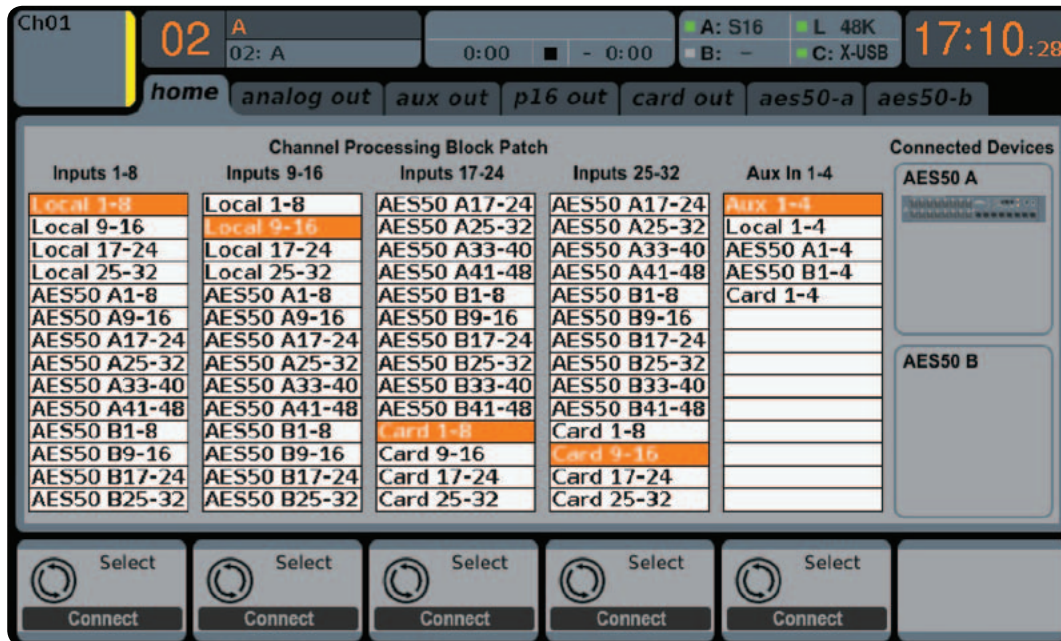 Ch01
02
A
02: A
0:00 - 0:00
A: S16
B: -
L 48K
C: X-USB
17:10:28
home analog out aux out p16 out card out aes50-a aes50-b
Channel Processing Block Patch
Connected Devices
Inputs 1-8 Inputs 9-16 Inputs 17-24 Inputs 25-32 Aux In 1-4
AES50 A
Local 1-8 Local 1-8 AES50 A17-24 AES50 A17-24 Aux 1-4
Local 9-16 Local 9-16 AES50 A25-32 AES50 A25-32 Local 1-4
Local 17-24 Local 17-24 AES50 A33-40 AES50 A33-40 AES50 A1-4
Local 25-32 Local 25-32 AES50 A41-48 AES50 A41-48 AES50 B1-4
AES50 A1-8 AES50 A1-8 AES50 B1-8 AES50 B1-8 Card 1-4
AES50 A9-16 AES50 A9-16 AES50 B9-16 AES50 B9-16
AES50 A17-24 AES50 A17-24 AES50 B17-24 AES50 B17-24
AES50 A25-32 AES50 A25-32 AES50 B25-32 AES50 B25-32
AES50 B
AES50 A33-40 AES50 A33-40 AES50 B33-40 AES50 B33-40
AES50 A41-48 AES50 A41-48 AES50 B41-48 AES50 B41-48
AES50 B1-8 AES50 B1-8 Card 1-8 Card 1-8
AES50 B9-16 AES50 B9-16 Card 9-16 Card 9-16
AES50 B17-24 AES50 B17-24 Card 17-24 Card 17-24
AES50 B25-32 AES50 B25-32 Card 25-32 Card 25-32
Select Select Select Select Select
Connect Connect Connect Connect Connect